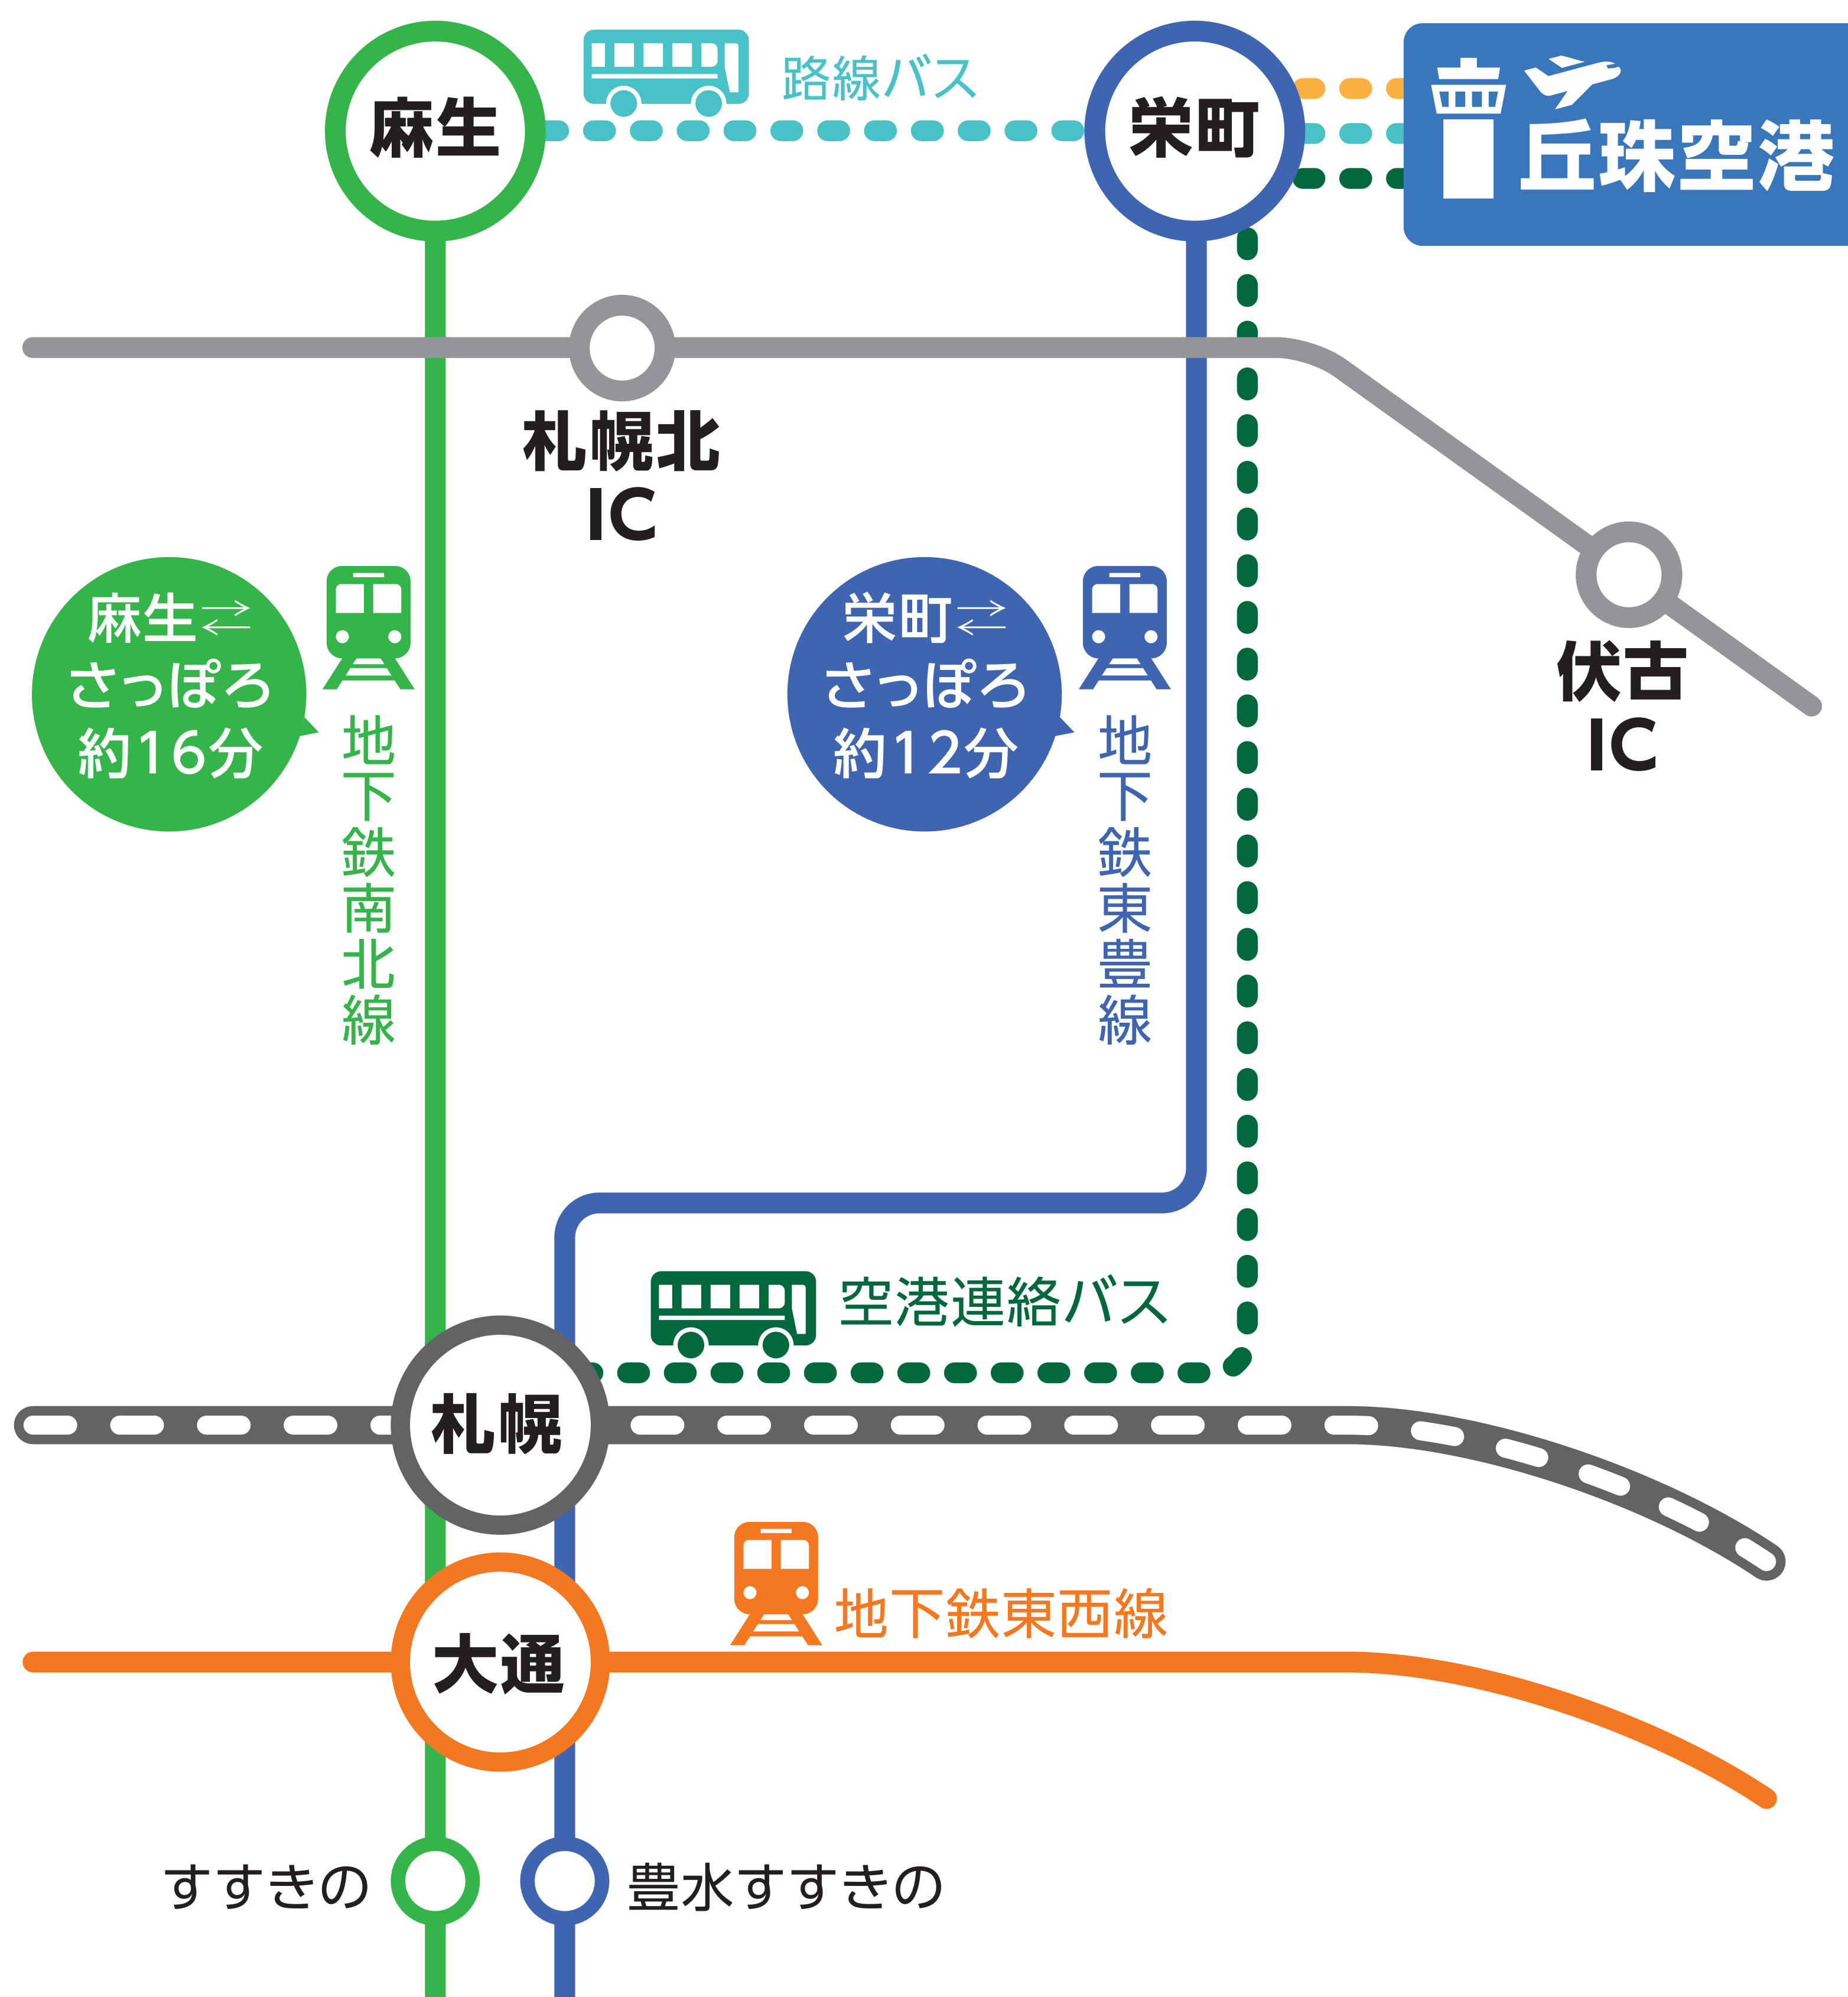 麻生
路線バス
栄町
丘珠空港
札幌北
IC
伏古
IC
麻生⇄
さっぽろ
約16分
地下鉄南北線
栄町⇄
さっぽろ
約12分
地下鉄東豊線
空港連絡バス
札幌
地下鉄東西線
大通
すすきの
豊水すすきの